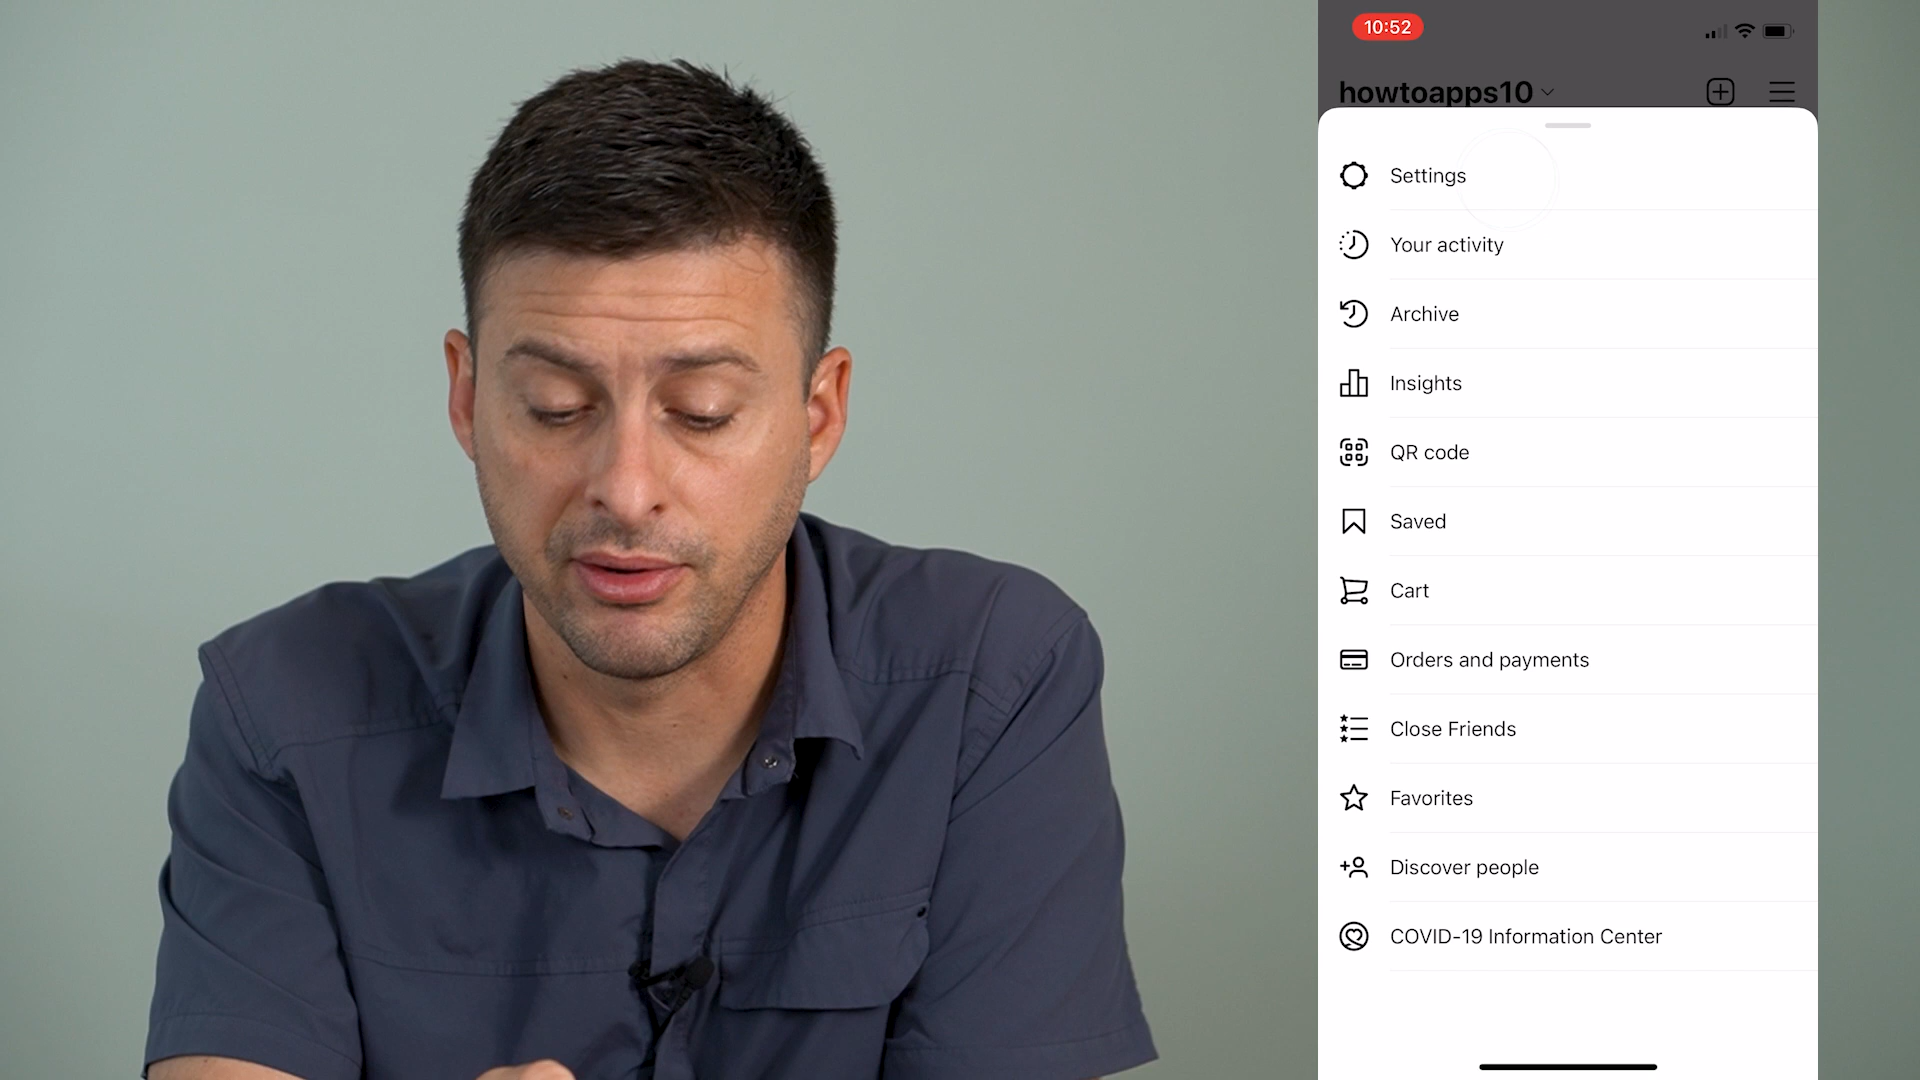 10:52
howtoapps10
Settings
Your activity
Archive
Insights
QR code
Saved
Cart
Orders and payments
Close Friends
Favorites
Discover people
COVID-19 Information Center